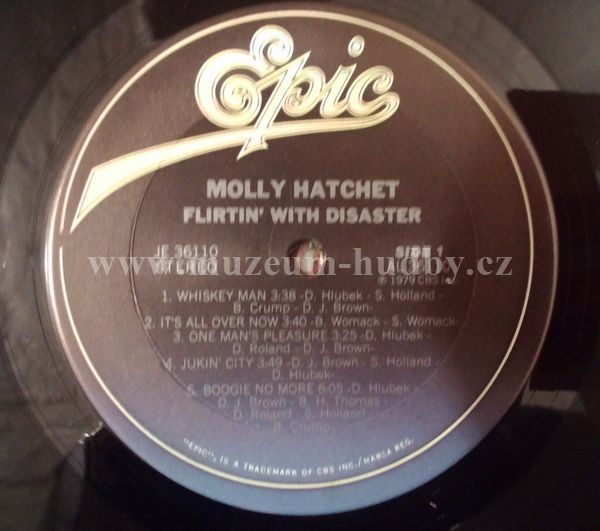 Epic
MOLLY HATCHET
FLIRTIN' WITH DISASTER
JE 36110
STEREO
SIDE 1
℗ 1979 CBS
www.muzeum-hudby.cz
1. WHISKEY MAN 3:38 -D. Hlubek - S. Holland -
B. Crump - D. J. Brown-
2. IT'S ALL OVER NOW 3:40 -B. Womack - S. Womack-
3. ONE MAN'S PLEASURE 3:25 -D. Hlubek -
D. Roland - D. J. Brown-
4. JUKIN' CITY 3:49 -D. J. Brown - S. Holland -
D. Hlubek-
5. BOOGIE NO MORE 6:05 -D. Hlubek -
D. J. Brown - B. H. Thomas -
D. Roland - S. Holland -
B. Crump-
"EPIC", IS A TRADEMARK OF CBS INC./MARCA REG.